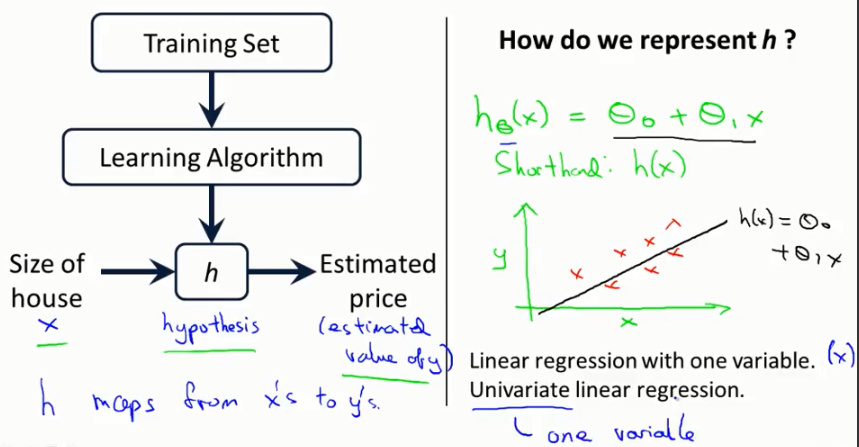 Training Set
Learning Algorithm
Size of
house
h
Estimated
price
x
hypothesis
(estimated
value of y)
h maps from x's to y's.
How do we represent h ?
hθ(x) = θ₀ + θ₁x
Shorthand: h(x)
y
x
h(x) = θ₀
+ θ₁x
Linear regression with one variable. (x)
Univariate linear regression.
one variable